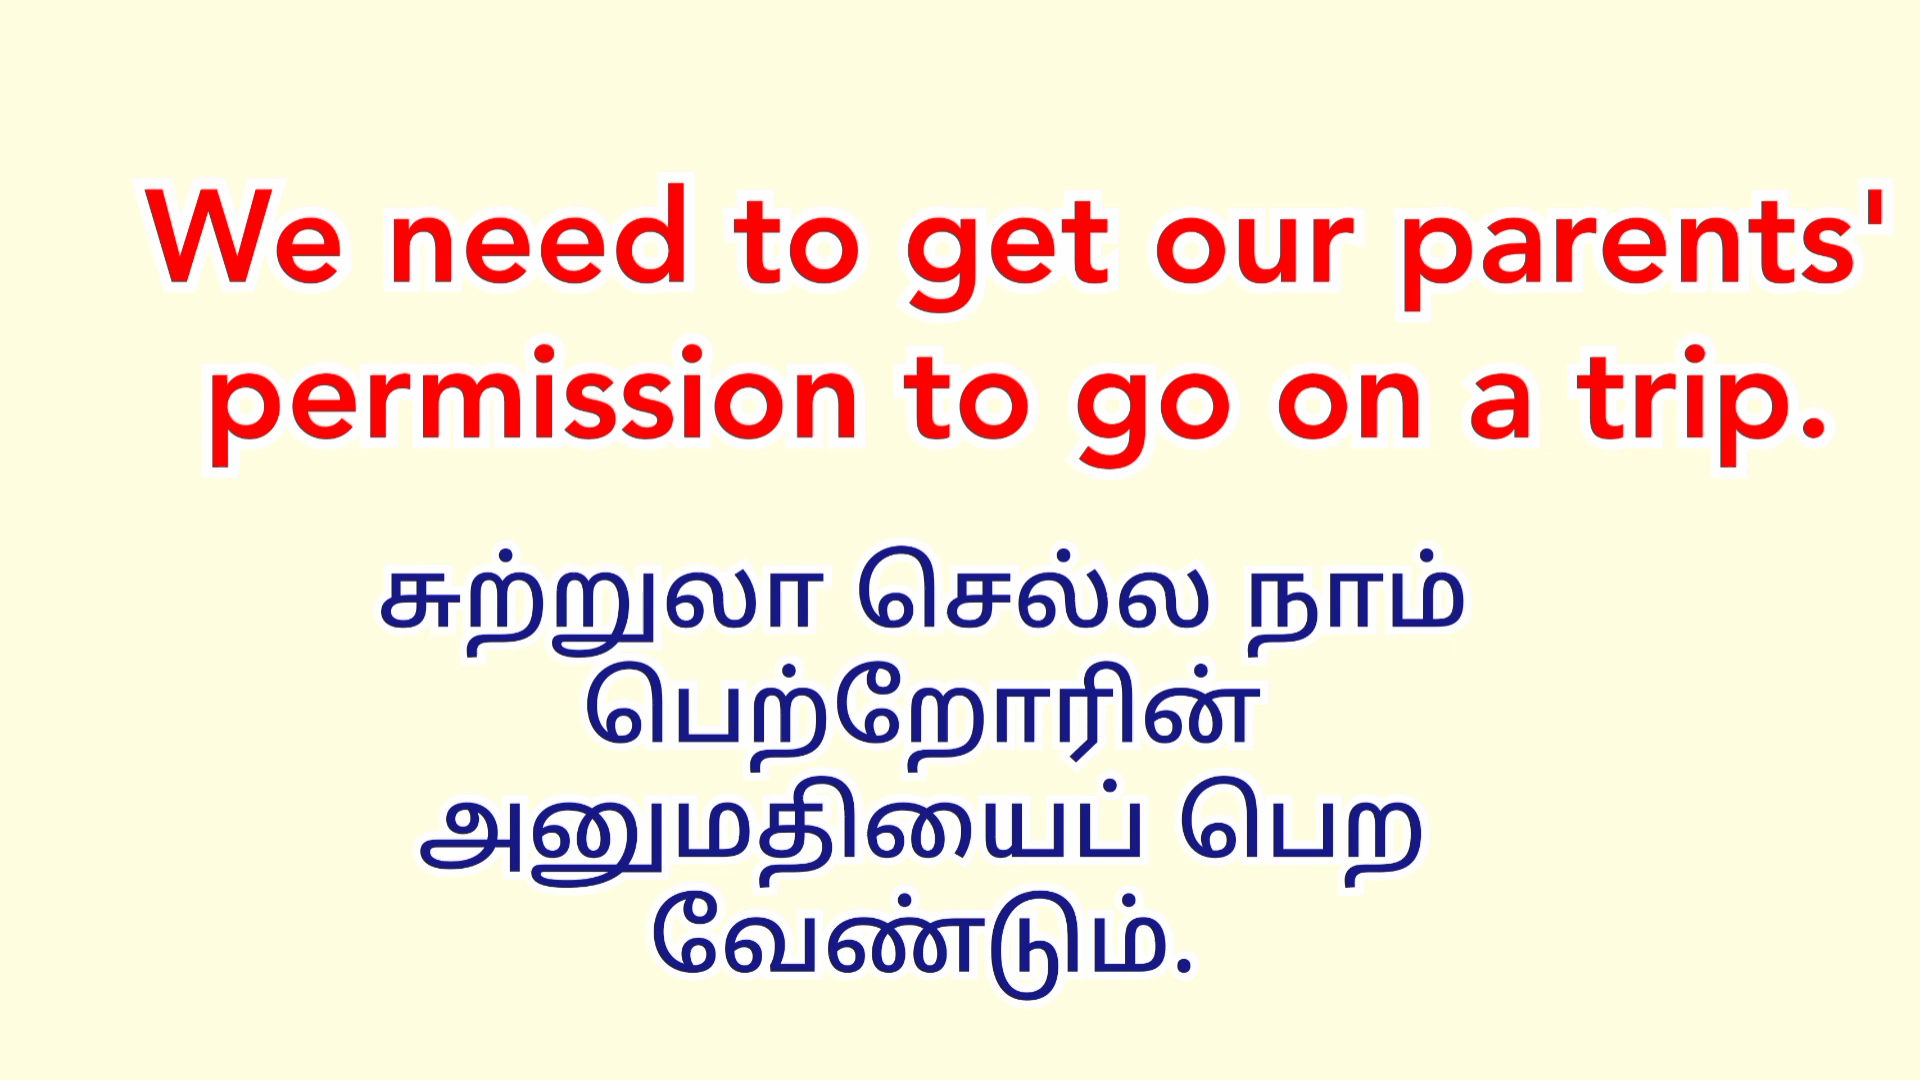 We need to get our parents'
permission to go on a trip.
சுற்றுலா செல்ல நாம்
பெற்றோரின்
அனுமதியைப் பெற
வேண்டும்.